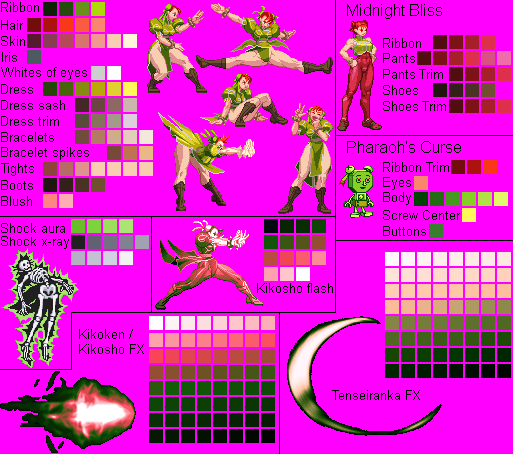 Ribbon
Hair
Skin
Iris
Whites of eyes
Dress
Dress sash
Dress trim
Bracelets
Bracelet spikes
Tights
Boots
Blush
Midnight Bliss
Ribbon
Pants
Pants Trim
Shoes
Shoes Trim
Pharaoh's Curse
Ribbon Trim
Eyes
Body
Screw Center
Buttons
Shock aura
Shock x-ray
Kikosho flash
Kikoken /
Kikosho FX
Tenseiranka FX